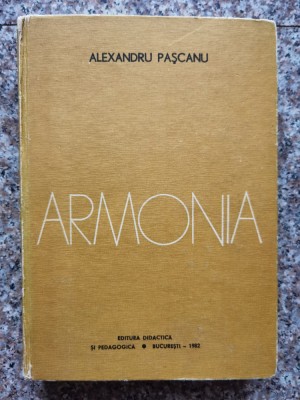 ALEXANDRU PAȘCANU
ARMONIA
EDITURA DIDACTICĂ
ȘI PEDAGOGICĂ ● BUCUREȘTI – 1982